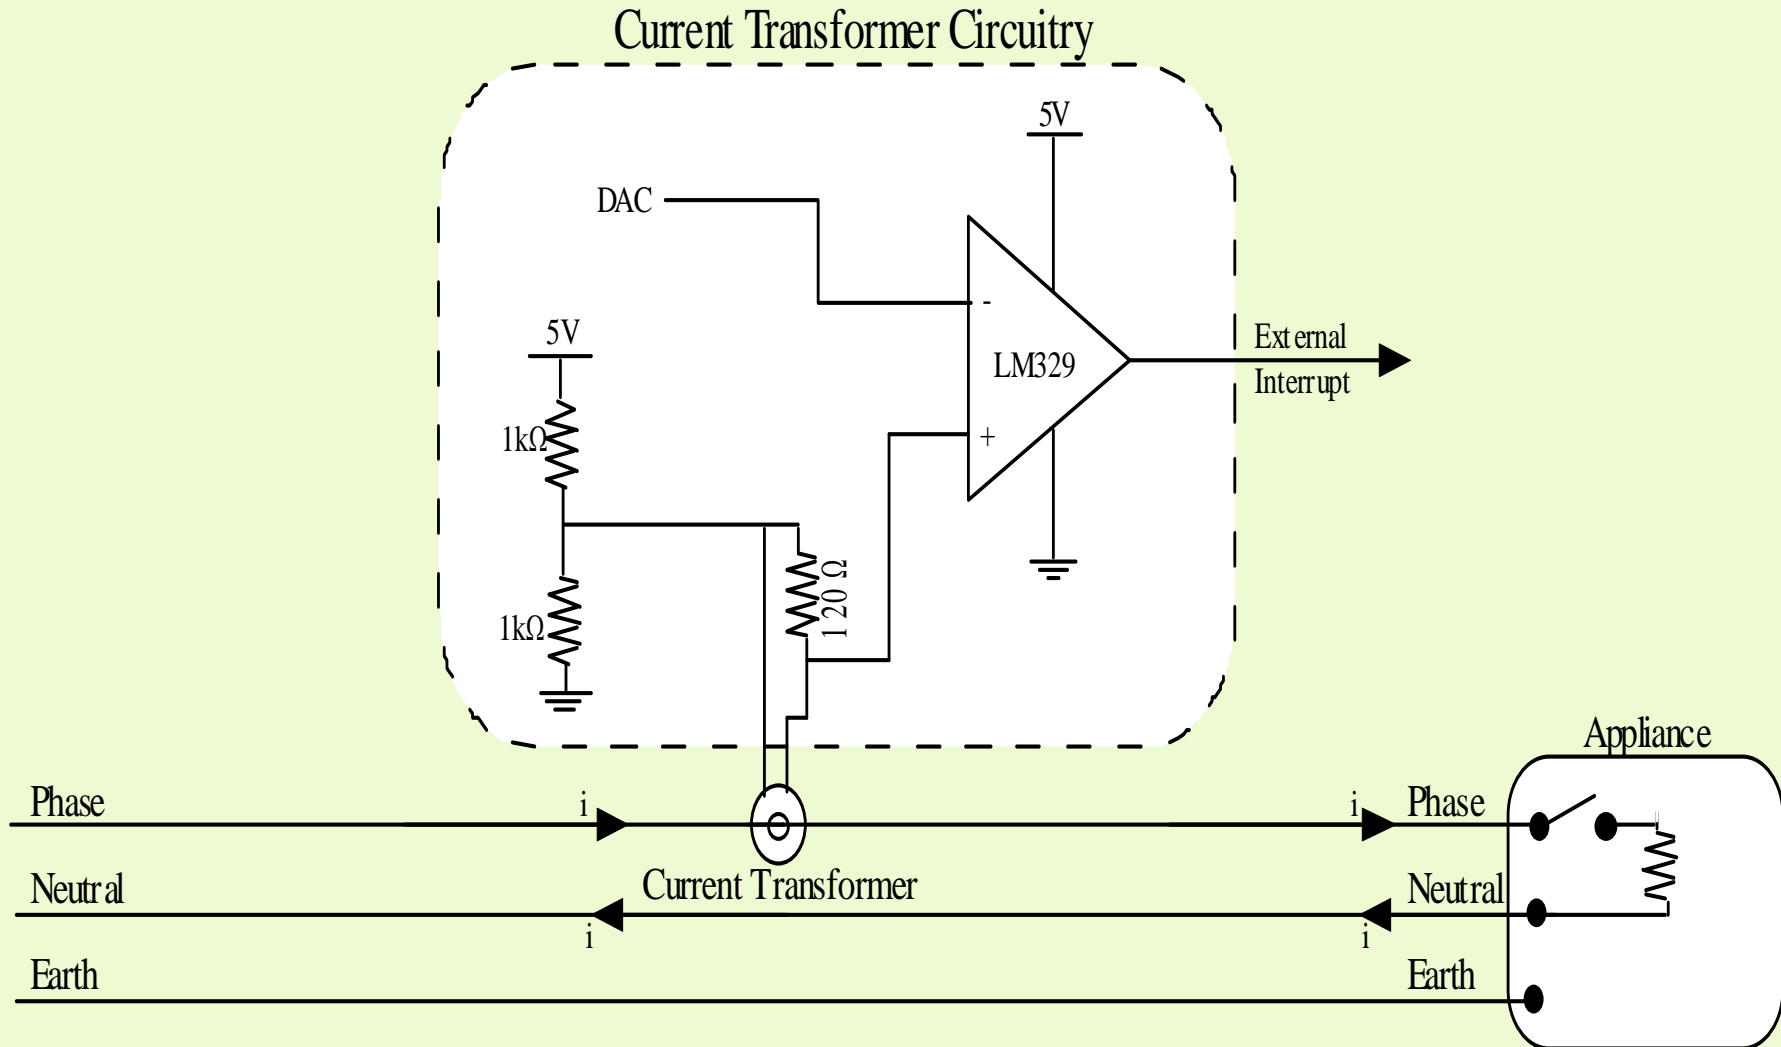 Current Transformer Circuitry
5V
DAC
-
5V
External
LM329
Interrupt
1kΩ
+
120 Ω
1kΩ
Appliance
Phase
i
i
Phase
Neutral
Current Transformer
Neutral
i
i
Earth
Earth